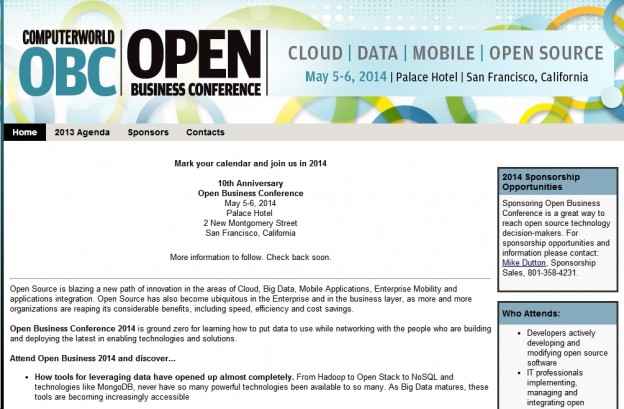 COMPUTERWORLD
OBC
OPEN
BUSINESS CONFERENCE
CLOUD | DATA | MOBILE | OPEN SOURCE
May 5-6, 2014 | Palace Hotel | San Francisco, California
Home 2013 Agenda Sponsors Contacts
Mark your calendar and join us in 2014
10th Anniversary
Open Business Conference
May 5-6, 2014
Palace Hotel
2 New Montgomery Street
San Francisco, California
More information to follow. Check back soon.
Open Source is blazing a new path of innovation in the areas of Cloud, Big Data, Mobile Applications, Enterprise Mobility and
applications integration. Open Source has also become ubiquitous in the Enterprise and in the business layer, as more and more
organizations are reaping its considerable benefits, including speed, efficiency and cost savings.
Open Business Conference 2014 is ground zero for learning how to put data to use while networking with the people who are building
and deploying the latest in enabling technologies and solutions.
Attend Open Business 2014 and discover...
• How tools for leveraging data have opened up almost completely. From Hadoop to Open Stack to NoSQL and
technologies like MongoDB, never have so many powerful technologies been available to so many. As Big Data matures, these
tools are becoming increasingly accessible
2014 Sponsorship
Opportunities
Sponsoring Open Business
Conference is a great way to
reach open source technology
decision-makers. For
sponsorship opportunities and
information please contact:
Mike Dutton, Sponsorship
Sales, 801-358-4231.
Who Attends:
• Developers actively
developing and
modifying open source
software
• IT professionals
implementing,
managing and
integrating open